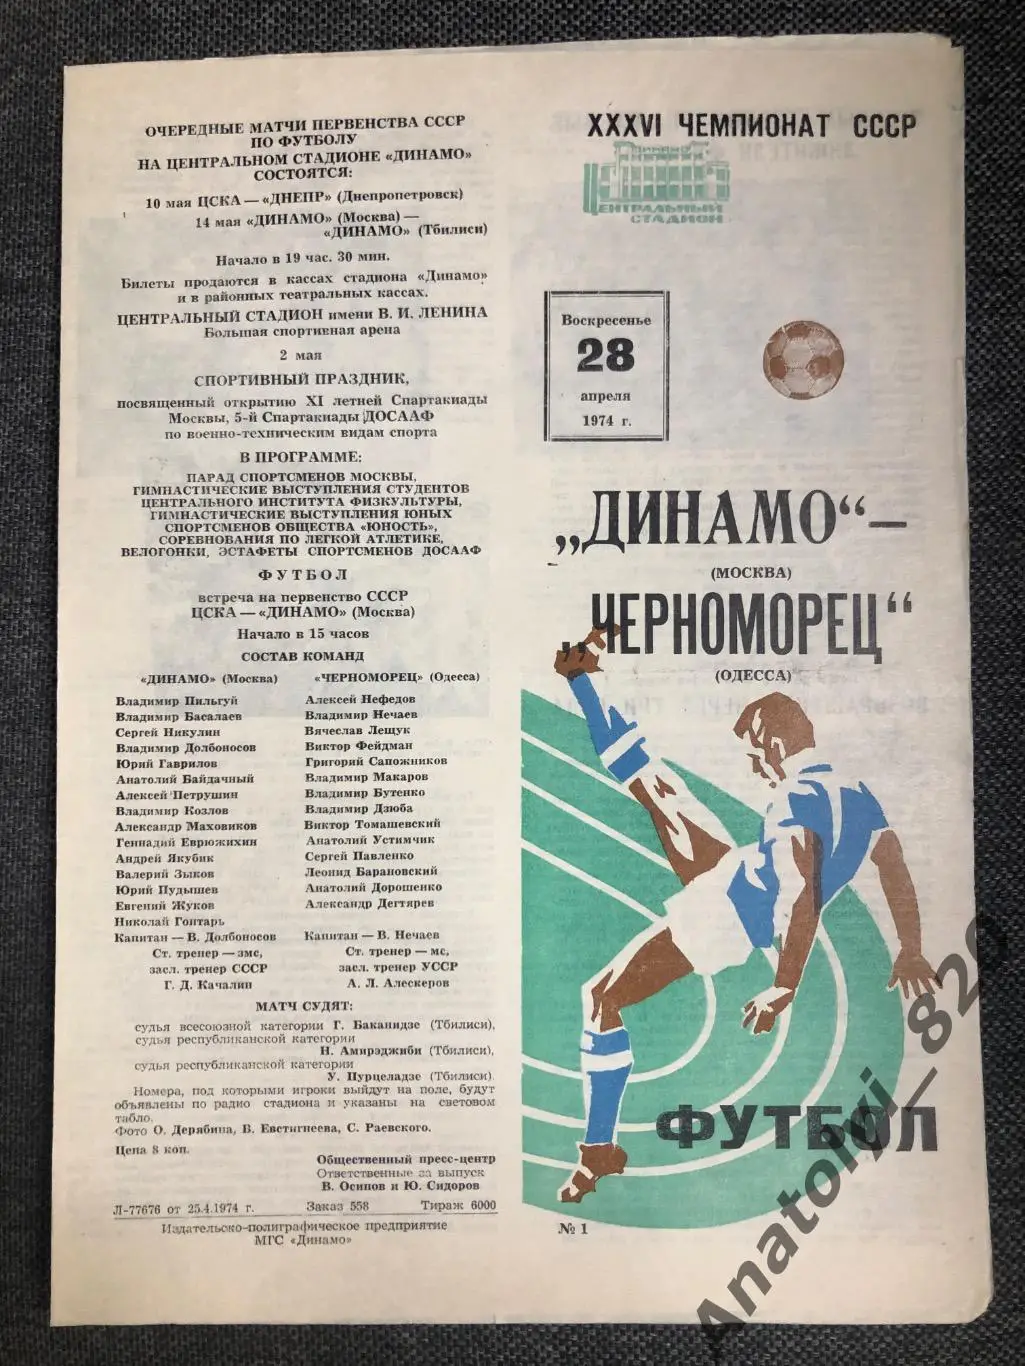 ОЧЕРЕДНЫЕ МАТЧИ ПЕРВЕНСТВА СССР
ПО ФУТБОЛУ
НА ЦЕНТРАЛЬНОМ СТАДИОНЕ «ДИНАМО»
СОСТОЯТСЯ:
10 мая ЦСКА — «ДНЕПР» (Днепропетровск)
14 мая «ДИНАМО» (Москва) —
«ДИНАМО» (Тбилиси)
Начало в 19 час. 30 мин.
Билеты продаются в кассах стадиона «Динамо»
и в районных театральных кассах.
ЦЕНТРАЛЬНЫЙ СТАДИОН имени В. И. ЛЕНИНА
Большая спортивная арена
2 мая
СПОРТИВНЫЙ ПРАЗДНИК,
посвященный открытию XI летней Спартакиады
Москвы, 5-й Спартакиады ДОСААФ
по военно-техническим видам спорта
В ПРОГРАММЕ:
ПАРАД СПОРТСМЕНОВ МОСКВЫ,
ГИМНАСТИЧЕСКИЕ ВЫСТУПЛЕНИЯ СТУДЕНТОВ
ЦЕНТРАЛЬНОГО ИНСТИТУТА ФИЗКУЛЬТУРЫ,
ГИМНАСТИЧЕСКИЕ ВЫСТУПЛЕНИЯ ЮНЫХ
СПОРТСМЕНОВ ОБЩЕСТВА «ЮНОСТЬ»,
СОРЕВНОВАНИЯ ПО ЛЕГКОЙ АТЛЕТИКЕ,
ВЕЛОГОНКИ, ЭСТАФЕТЫ СПОРТСМЕНОВ ДОСААФ
ФУТБОЛ
встреча на первенство СССР
ЦСКА — «ДИНАМО» (Москва)
Начало в 15 часов
СОСТАВ КОМАНД
«ДИНАМО» (Москва)
Владимир Пильгуй
Владимир Басалаев
Сергей Никулин
Владимир Долбоносов
Юрий Гаврилов
Анатолий Байдачный
Алексей Петрушин
Владимир Козлов
Александр Маховиков
Геннадий Еврюжихин
Андрей Якубик
Валерий Зыков
Юрий Пудышев
Евгений Жуков
Николай Гонтарь
Капитан — В. Долбоносов
Ст. тренер — змс,
засл. тренер СССР
Г. Д. Качалин
«ЧЕРНОМОРЕЦ» (Одесса)
Алексей Нефедов
Владимир Нечаев
Вячеслав Лещук
Виктор Фейдман
Григорий Сапожников
Владимир Макаров
Владимир Бутенко
Владимир Дзюба
Виктор Томашевский
Анатолий Устимчик
Сергей Павленко
Леонид Барановский
Анатолий Дорошенко
Александр Дегтярев
Капитан — В. Нечаев
Ст. тренер — мс,
засл. тренер УССР
А. Л. Алескеров
МАТЧ СУДЯТ:
судья всесоюзной категории Г. Баканидзе (Тбилиси),
судья республиканской категории
Н. Амирэджиби (Тбилиси),
судья республиканской категории
У. Пурцеладзе (Тбилиси).
Номера, под которыми игроки выйдут на поле, будут
объявлены по радио стадиона и указаны на световом
табло.
Фото О. Дерябина, В. Евстигнеева, С. Раевского.
Цена 8 коп.
Общественный пресс-центр
Ответственные за выпуск
В. Осипов и Ю. Сидоров
Л-77676 от 25.4.1974 г. Заказ 558 Тираж 6000
Издательско-полиграфическое предприятие
МГС «Динамо»
XXXVI ЧЕМПИОНАТ СССР
ДИНАМО
ЦЕНТРАЛЬНЫЙ
СТАДИОН
Воскресенье
28
апреля
1974 г.
„ДИНАМО“ —
(МОСКВА)
„ЧЕРНОМОРЕЦ“
(ОДЕССА)
ФУТБОЛ
№ 1
Anatolyi_820